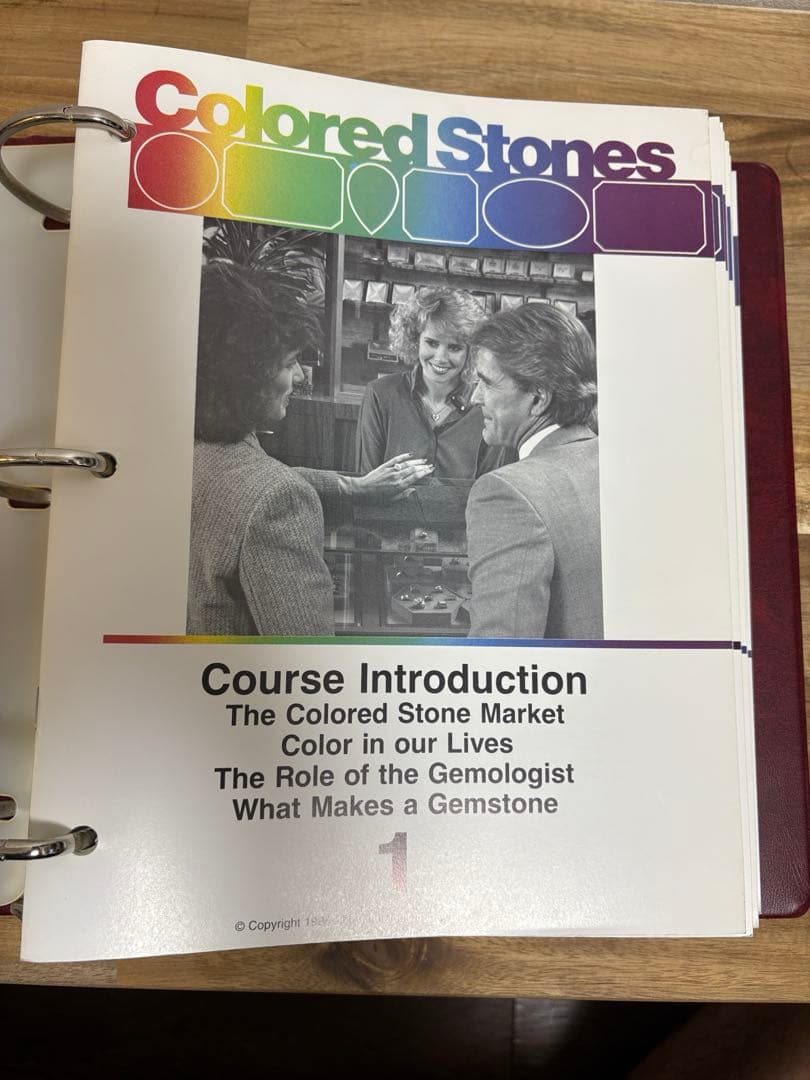 Colored Stones
Course Introduction
The Colored Stone Market
Color in our Lives
The Role of the Gemologist
What Makes a Gemstone
1
© Copyright